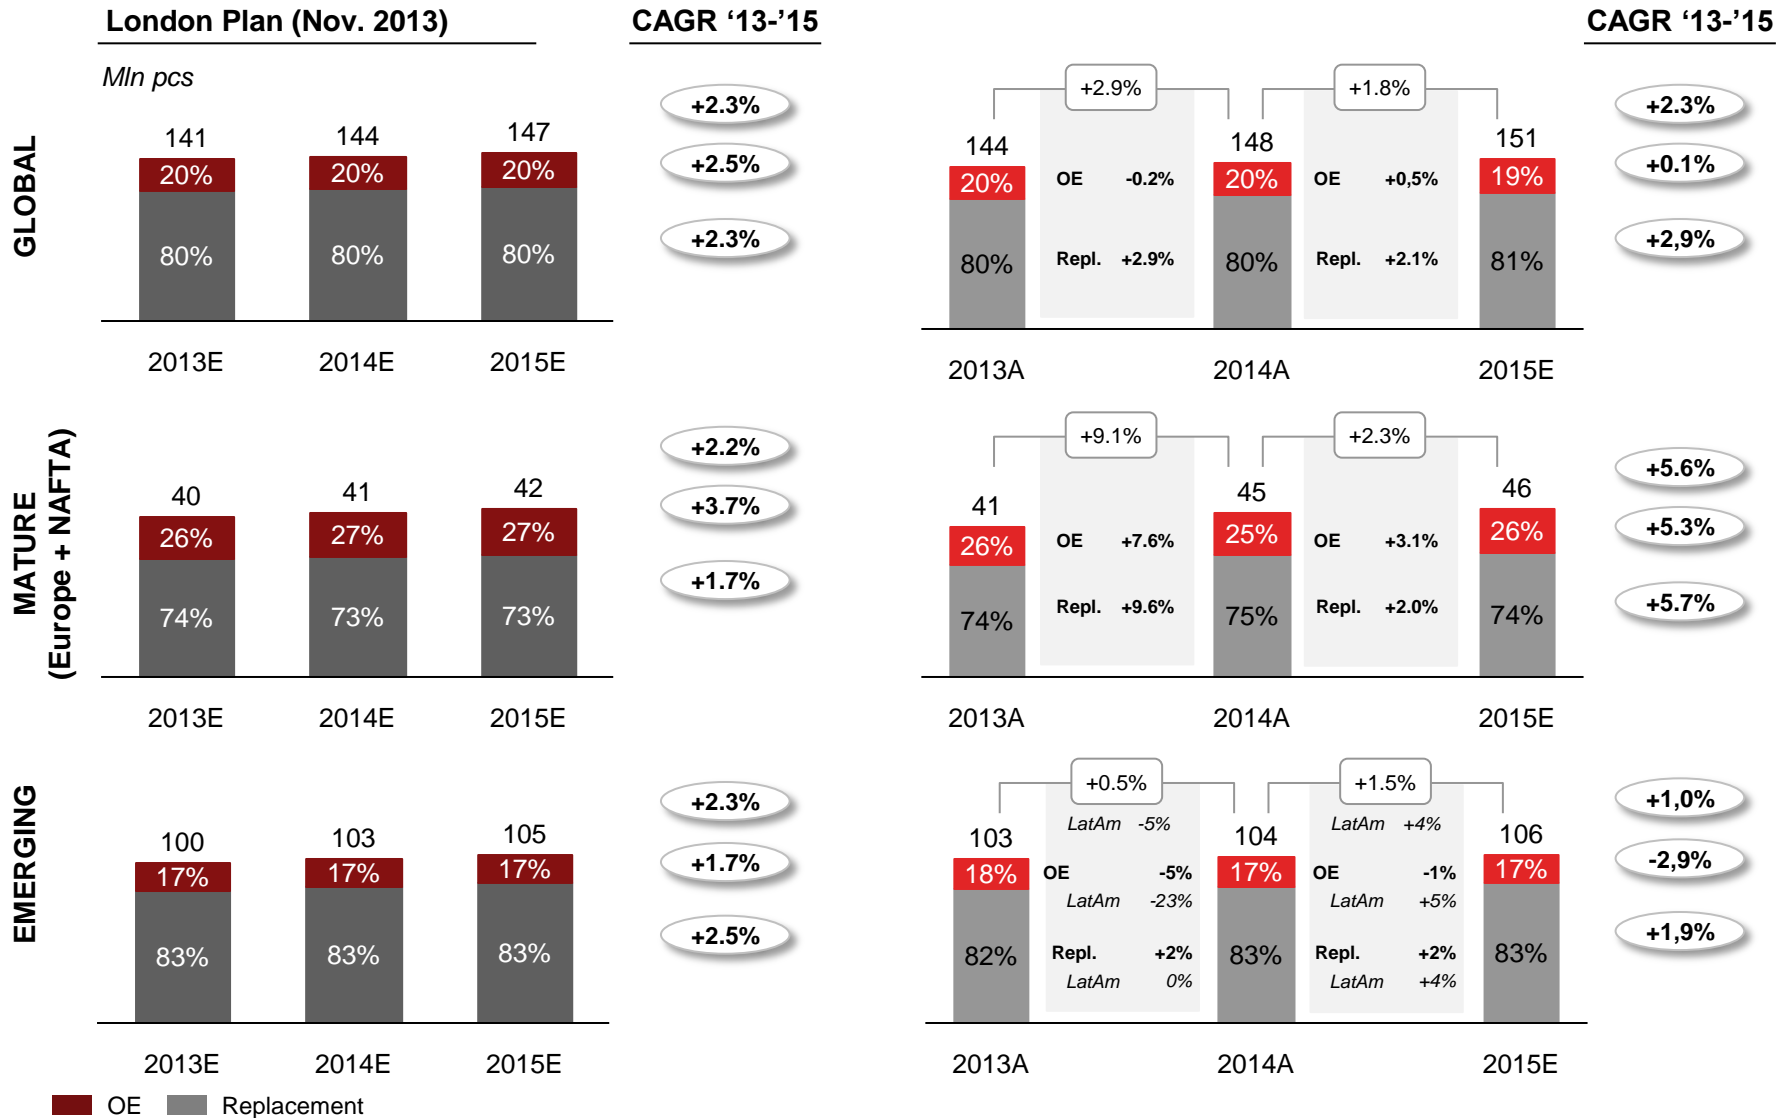 London Plan (Nov. 2013)
CAGR ‘13-’15
CAGR ‘13-’15
Mln pcs
GLOBAL
141
144
147
20%
20%
20%
80%
80%
80%
2013E
2014E
2015E
+2.3%
+2.5%
+2.3%
+2.9%
+1.8%
144
148
151
20%
OE -0.2%
20%
OE +0,5%
19%
80%
Repl. +2.9%
80%
Repl. +2.1%
81%
2013A
2014A
2015E
+2.3%
+0.1%
+2,9%
MATURE
(Europe + NAFTA)
40
41
42
26%
27%
27%
74%
73%
73%
2013E
2014E
2015E
+2.2%
+3.7%
+1.7%
+9.1%
+2.3%
41
45
46
26%
OE +7.6%
25%
OE +3.1%
26%
74%
Repl. +9.6%
75%
Repl. +2.0%
74%
2013A
2014A
2015E
+5.6%
+5.3%
+5.7%
EMERGING
100
103
105
17%
17%
17%
83%
83%
83%
2013E
2014E
2015E
+2.3%
+1.7%
+2.5%
+0.5%
+1.5%
103
LatAm -5%
104
LatAm +4%
106
18%
OE -5%
LatAm -23%
17%
OE -1%
LatAm +5%
17%
82%
Repl. +2%
LatAm 0%
83%
Repl. +2%
LatAm +4%
83%
2013A
2014A
2015E
+1,0%
-2,9%
+1,9%
OE
Replacement